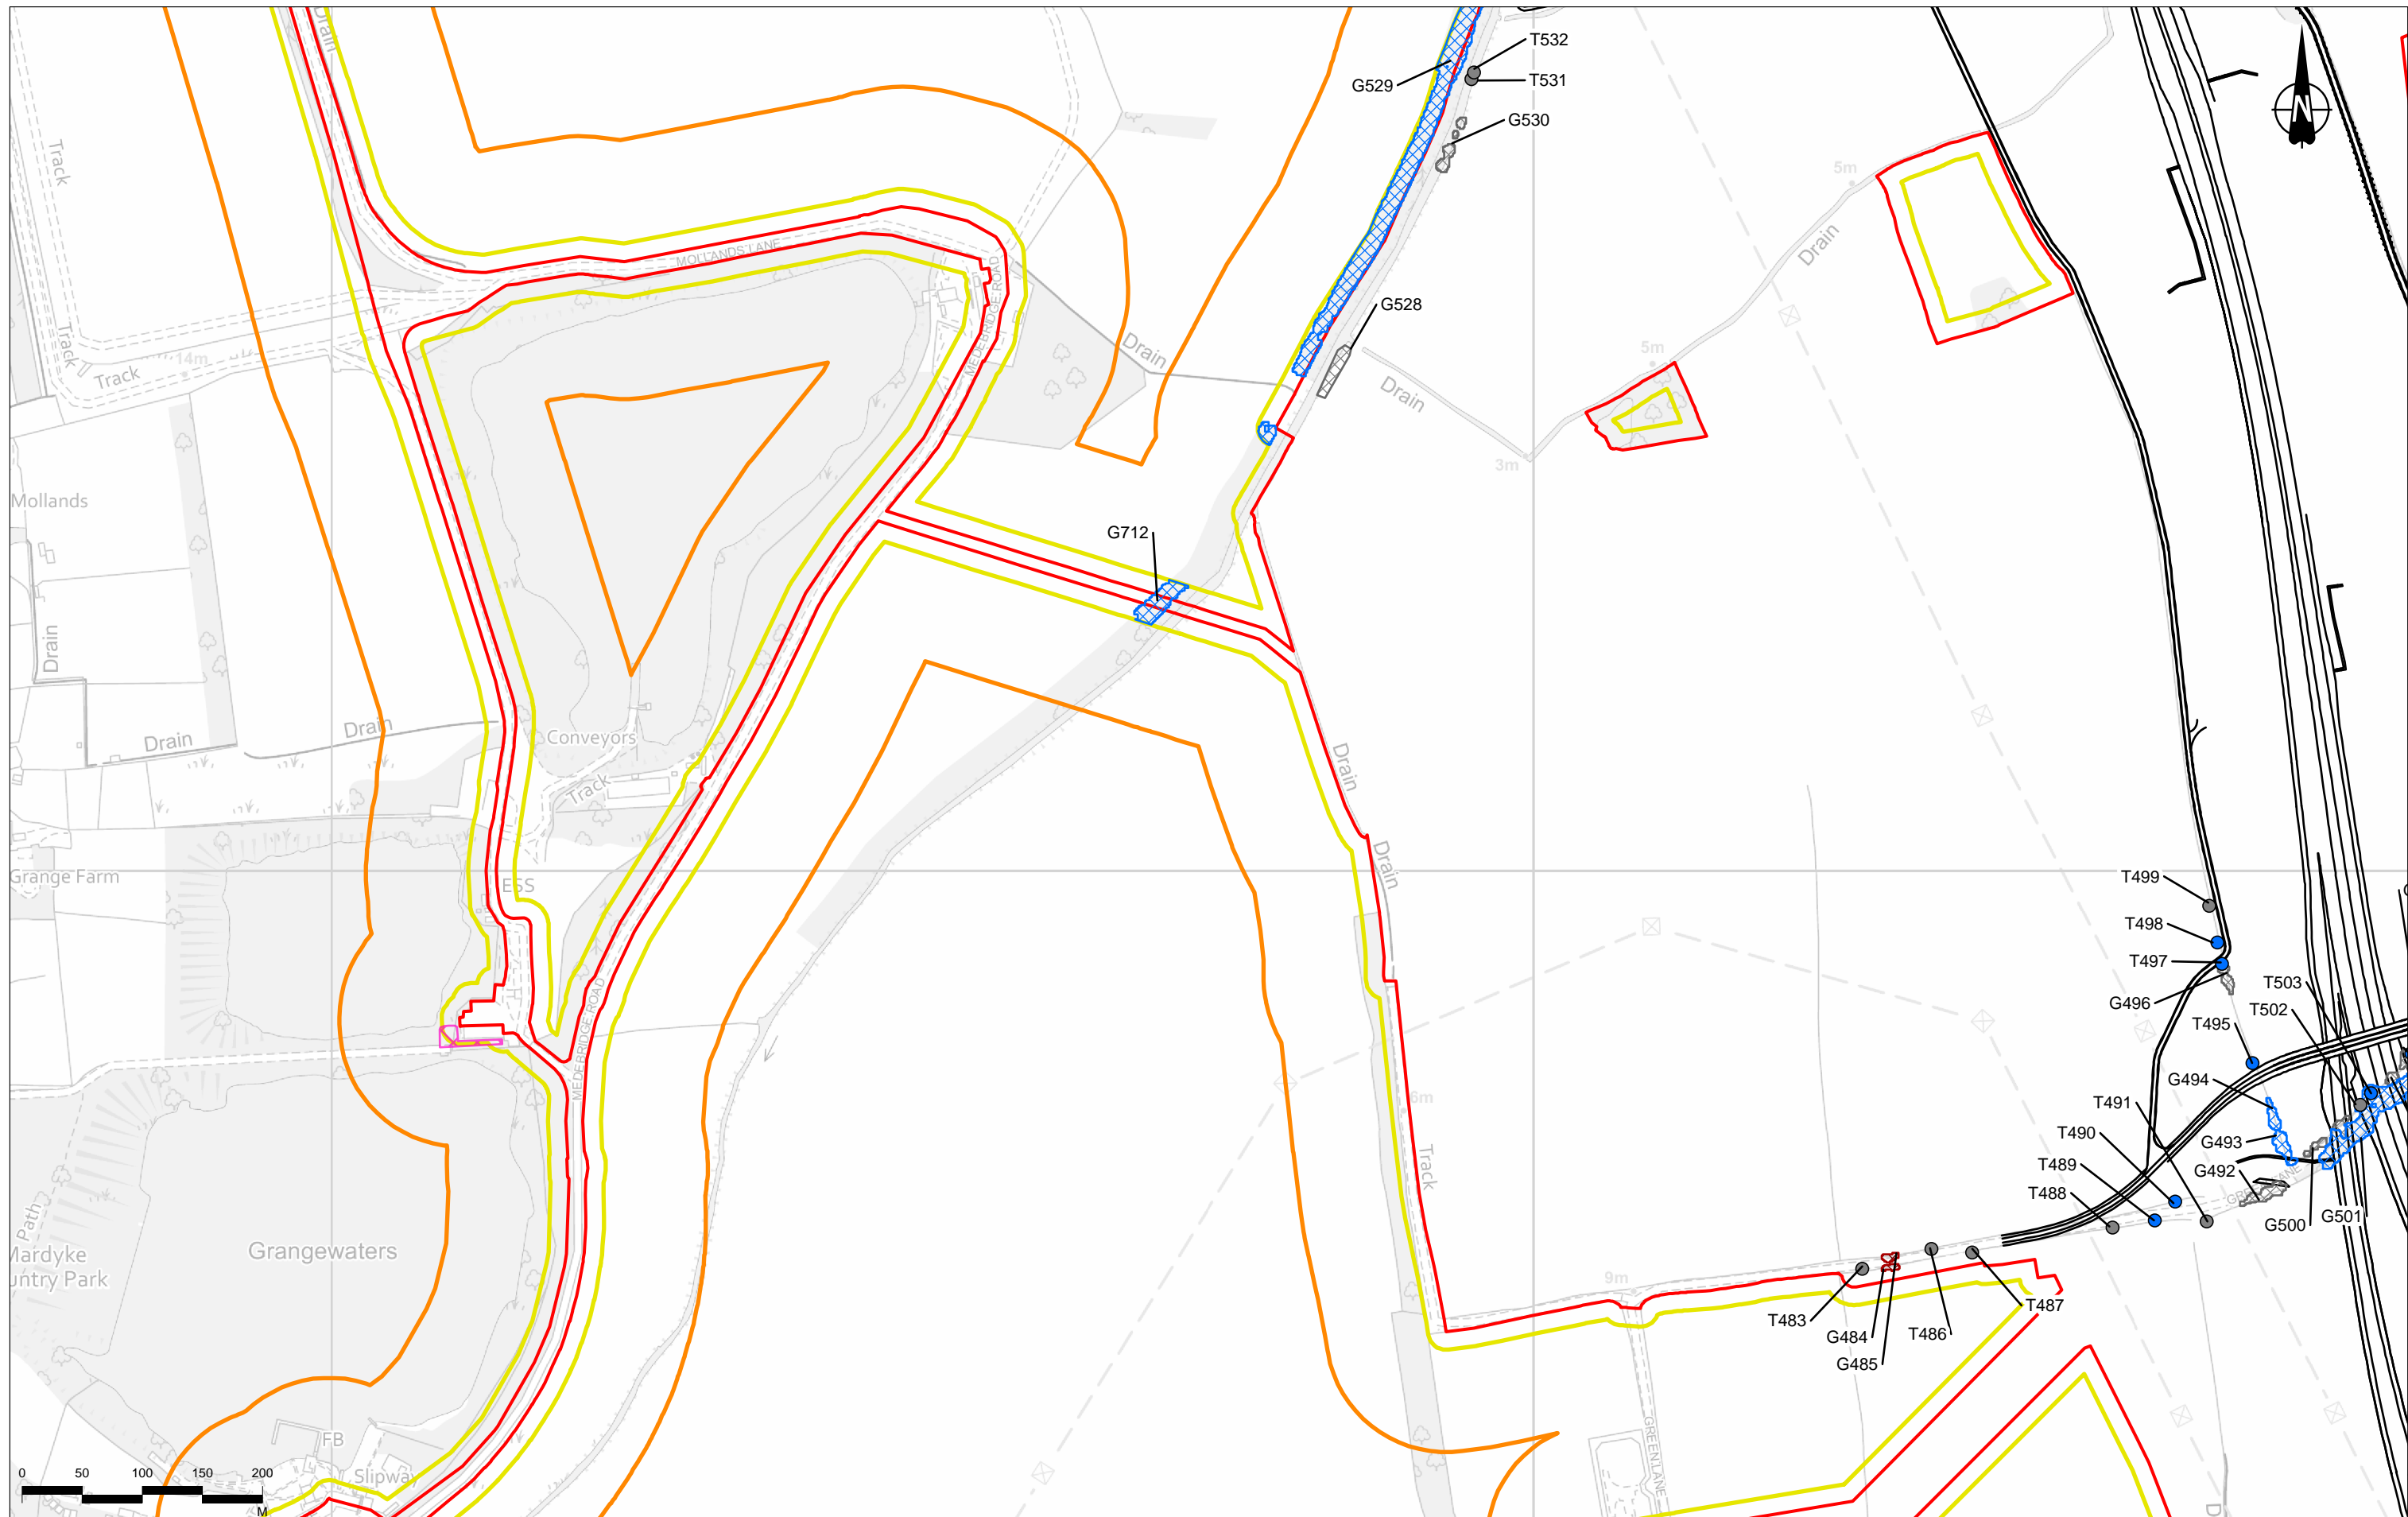 Drain
T532
T531
G529
G530
N
Track
5m
MOLLANDS LANE
MEDEBRIDGE ROAD
Drain
G528
Drain
5m
Track
14m
Track
Drain
3m
Mollands
G712
Drain
Drain
Drain
Conveyors
Track
Drain
Drain
Grange Farm
ESS
T499
T498
T497
G496
T503
T502
T495
MEDEBRIDGE ROAD
G494
T491
6m
T490
G493
T489
G492
T488
GREEN LANE
G500
G501
Track
Path
Grangewaters
Mardyke
untry Park
9m
T483
G484
G485
T486
T487
GREEN LANE
FB
Slipway
0 50 100 150 200
M
D